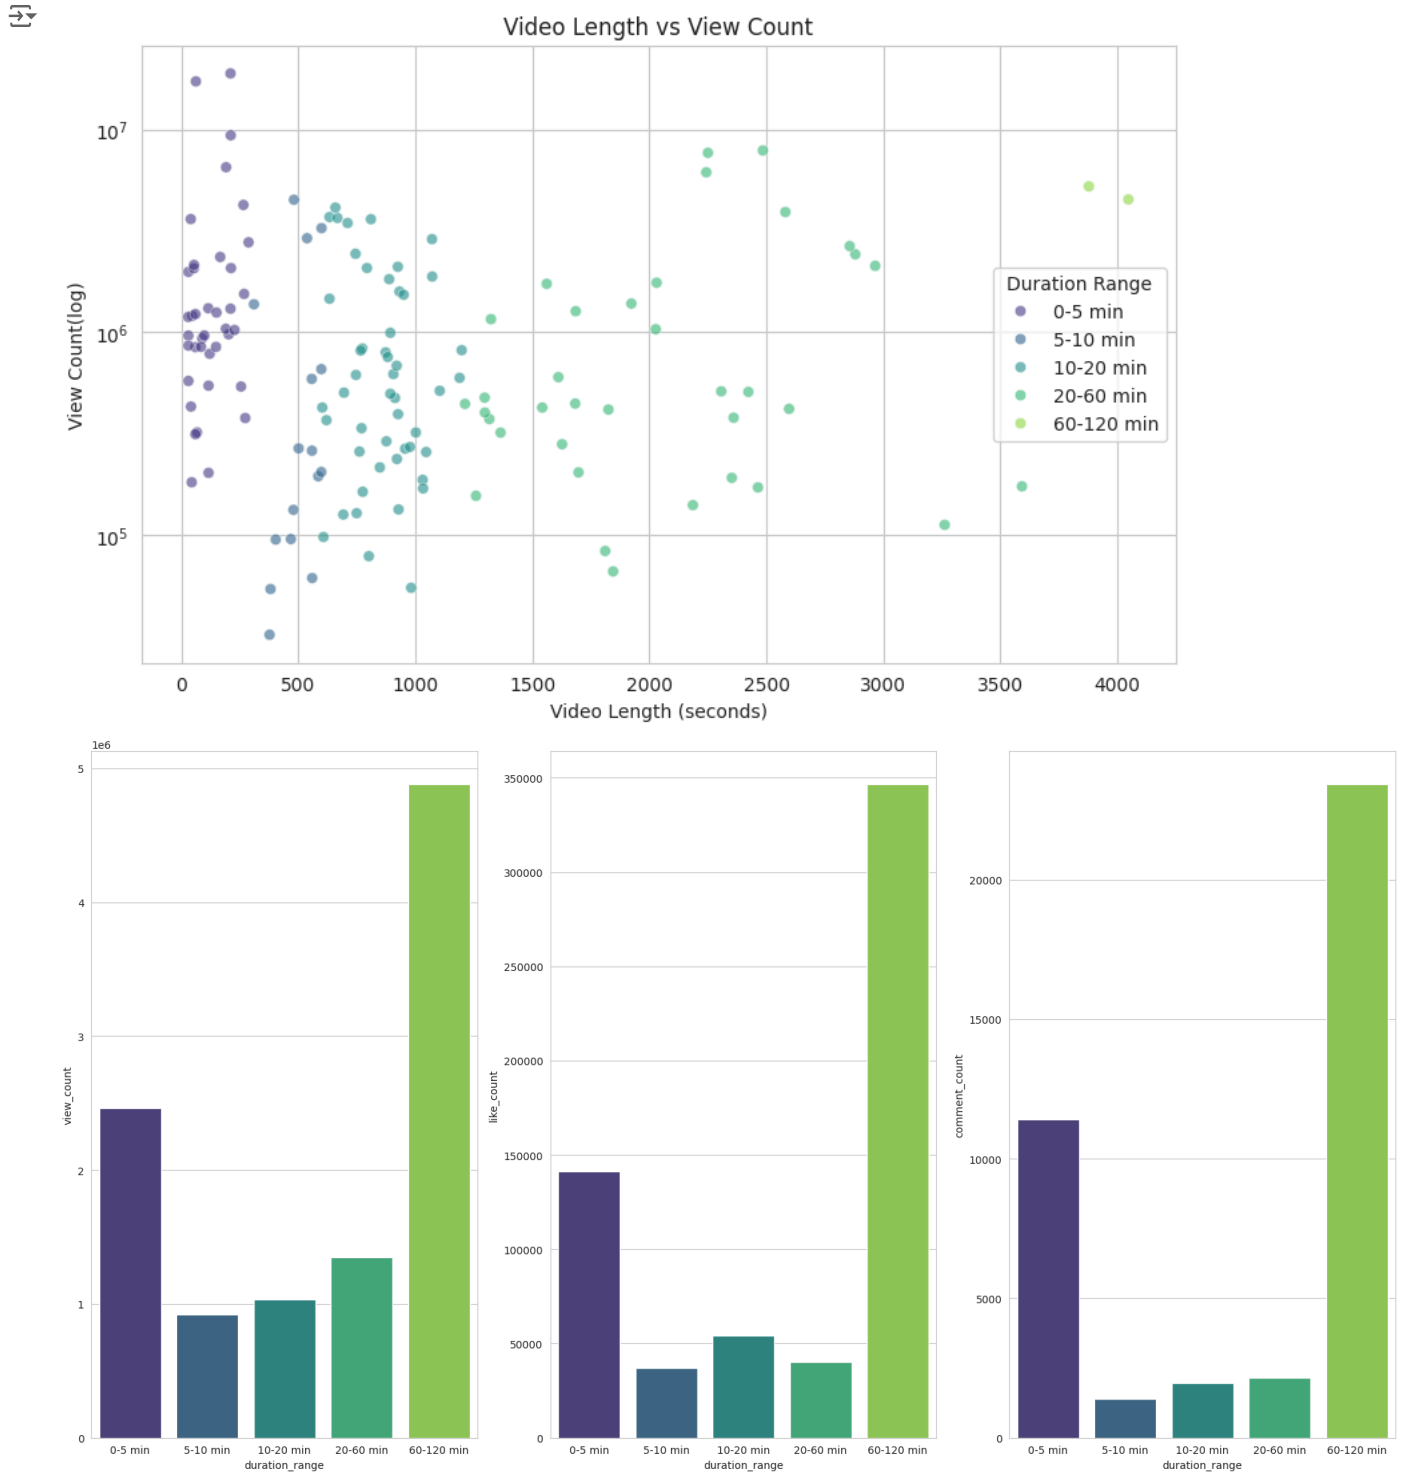 Video Length vs View Count
View Count(log)
10^7
10^6
10^5
Duration Range
0-5 min
5-10 min
10-20 min
20-60 min
60-120 min
0 500 1000 1500 2000 2500 3000 3500 4000
Video Length (seconds)
1e6
view_count
5
4
3
2
1
0
0-5 min 5-10 min 10-20 min 20-60 min 60-120 min
duration_range
like_count
350000
300000
250000
200000
150000
100000
50000
0
0-5 min 5-10 min 10-20 min 20-60 min 60-120 min
duration_range
comment_count
20000
15000
10000
5000
0
0-5 min 5-10 min 10-20 min 20-60 min 60-120 min
duration_range